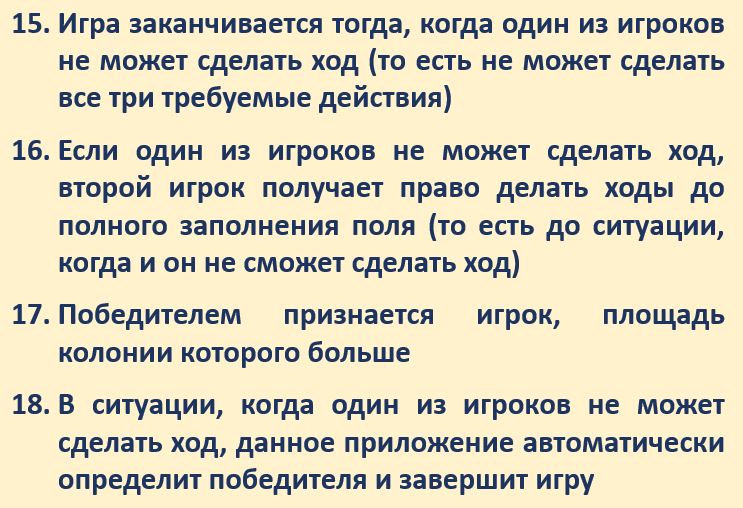 15. Игра заканчивается тогда, когда один из игроков
не может сделать ход (то есть не может сделать
все три требуемые действия)
16. Если один из игроков не может сделать ход,
второй игрок получает право делать ходы до
полного заполнения поля (то есть до ситуации,
когда и он не сможет сделать ход)
17. Победителем признается игрок, площадь
колонии которого больше
18. В ситуации, когда один из игроков не может
сделать ход, данное приложение автоматически
определит победителя и завершит игру